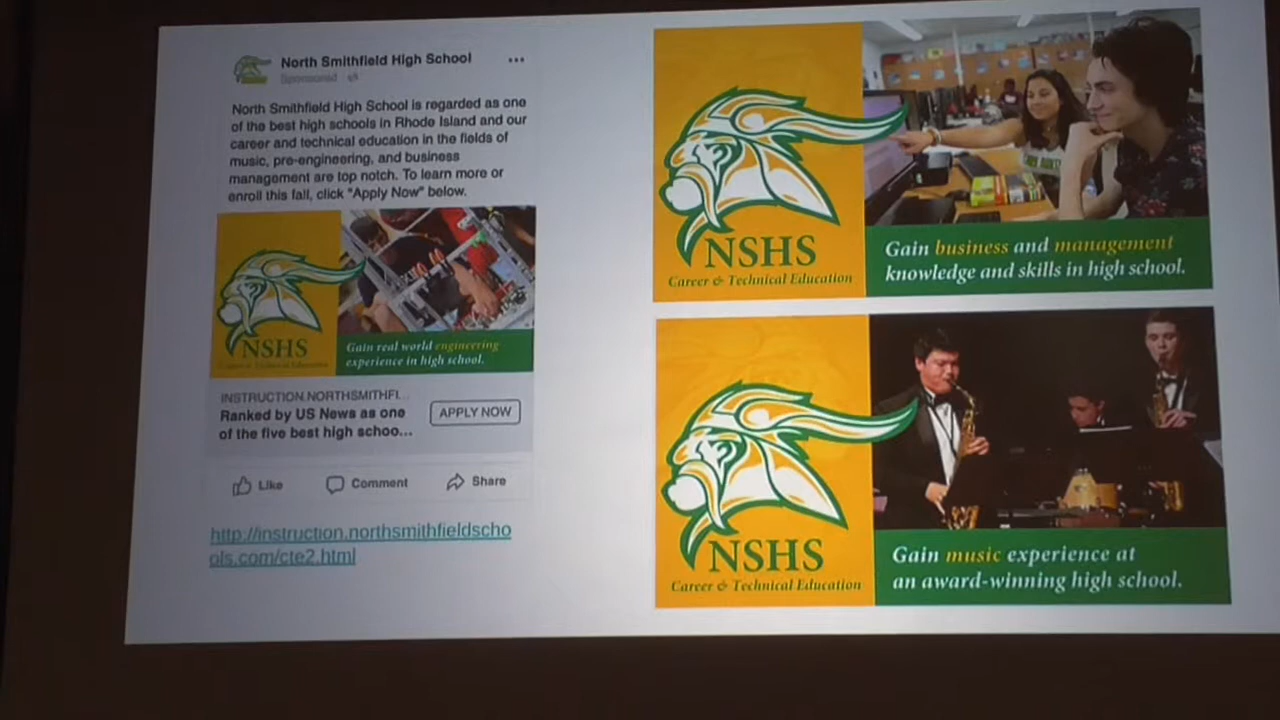 North Smithfield High School
Sponsored
North Smithfield High School is regarded as one
of the best high schools in Rhode Island and our
career and technical education in the fields of
music, pre-engineering, and business
management are top notch. To learn more or
enroll this fall, click "Apply Now" below.
NSHS
Career & Technical Education
Gain real world engineering
experience in high school.
INSTRUCTION.NORTHSMITHFI...
Ranked by US News as one
of the five best high schoo...
APPLY NOW
Like
Comment
Share
http://instruction.northsmithfieldscho
ols.com/cte2.html
NSHS
Career & Technical Education
Gain business and management
knowledge and skills in high school.
NSHS
Career & Technical Education
Gain music experience at
an award-winning high school.